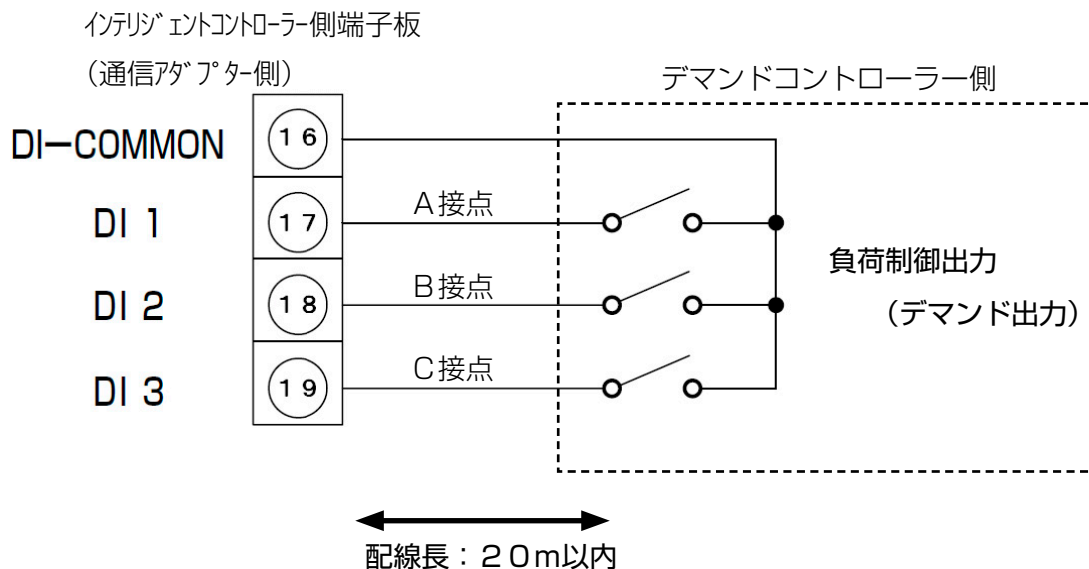 インテリジェントコントローラー側端子板
(通信アダプター側)
デマンドコントローラー側
DI-COMMON
16
DI 1
17
A接点
DI 2
18
B接点
DI 3
19
C接点
負荷制御出力
(デマンド出力)
配線長:20m以内